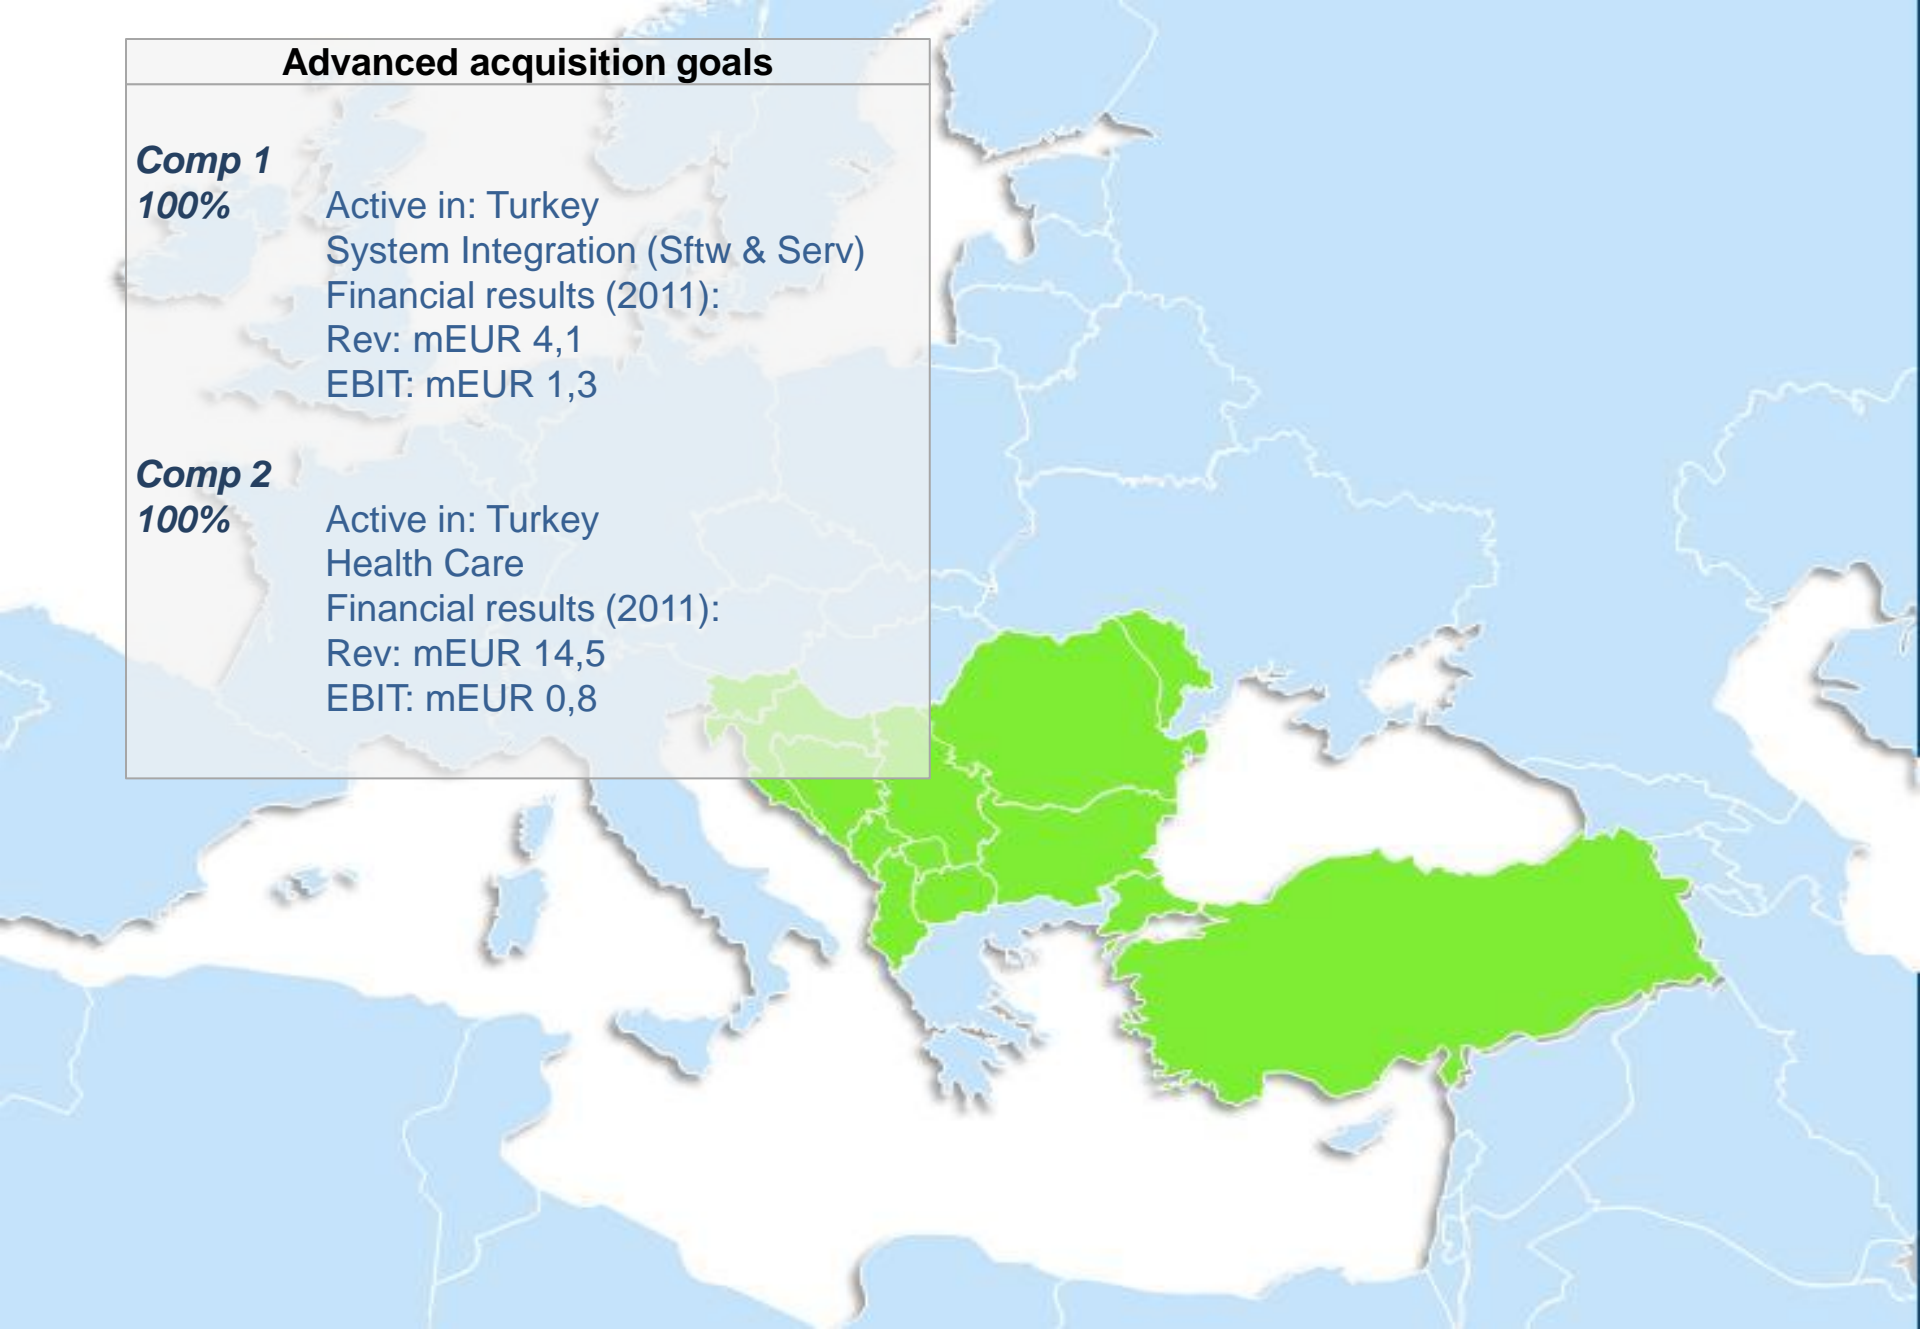 Advanced acquisition goals
Comp 1
100% Active in: Turkey
System Integration (Sftw & Serv)
Financial results (2011):
Rev: mEUR 4,1
EBIT: mEUR 1,3
Comp 2
100% Active in: Turkey
Health Care
Financial results (2011):
Rev: mEUR 14,5
EBIT: mEUR 0,8